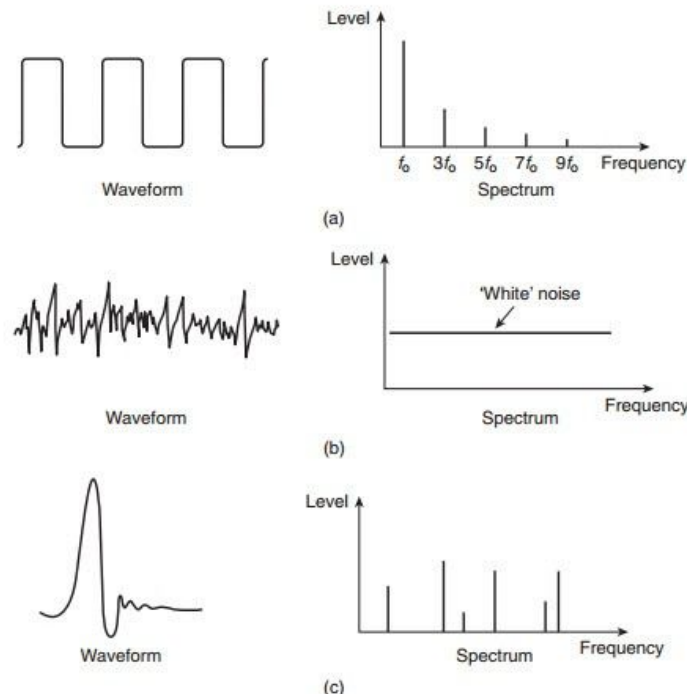 Level
f₀ 3f₀ 5f₀ 7f₀ 9f₀ Frequency
Waveform Spectrum
(a)
Level
'White' noise
Frequency
Waveform Spectrum
(b)
Level
Frequency
Waveform Spectrum
(c)